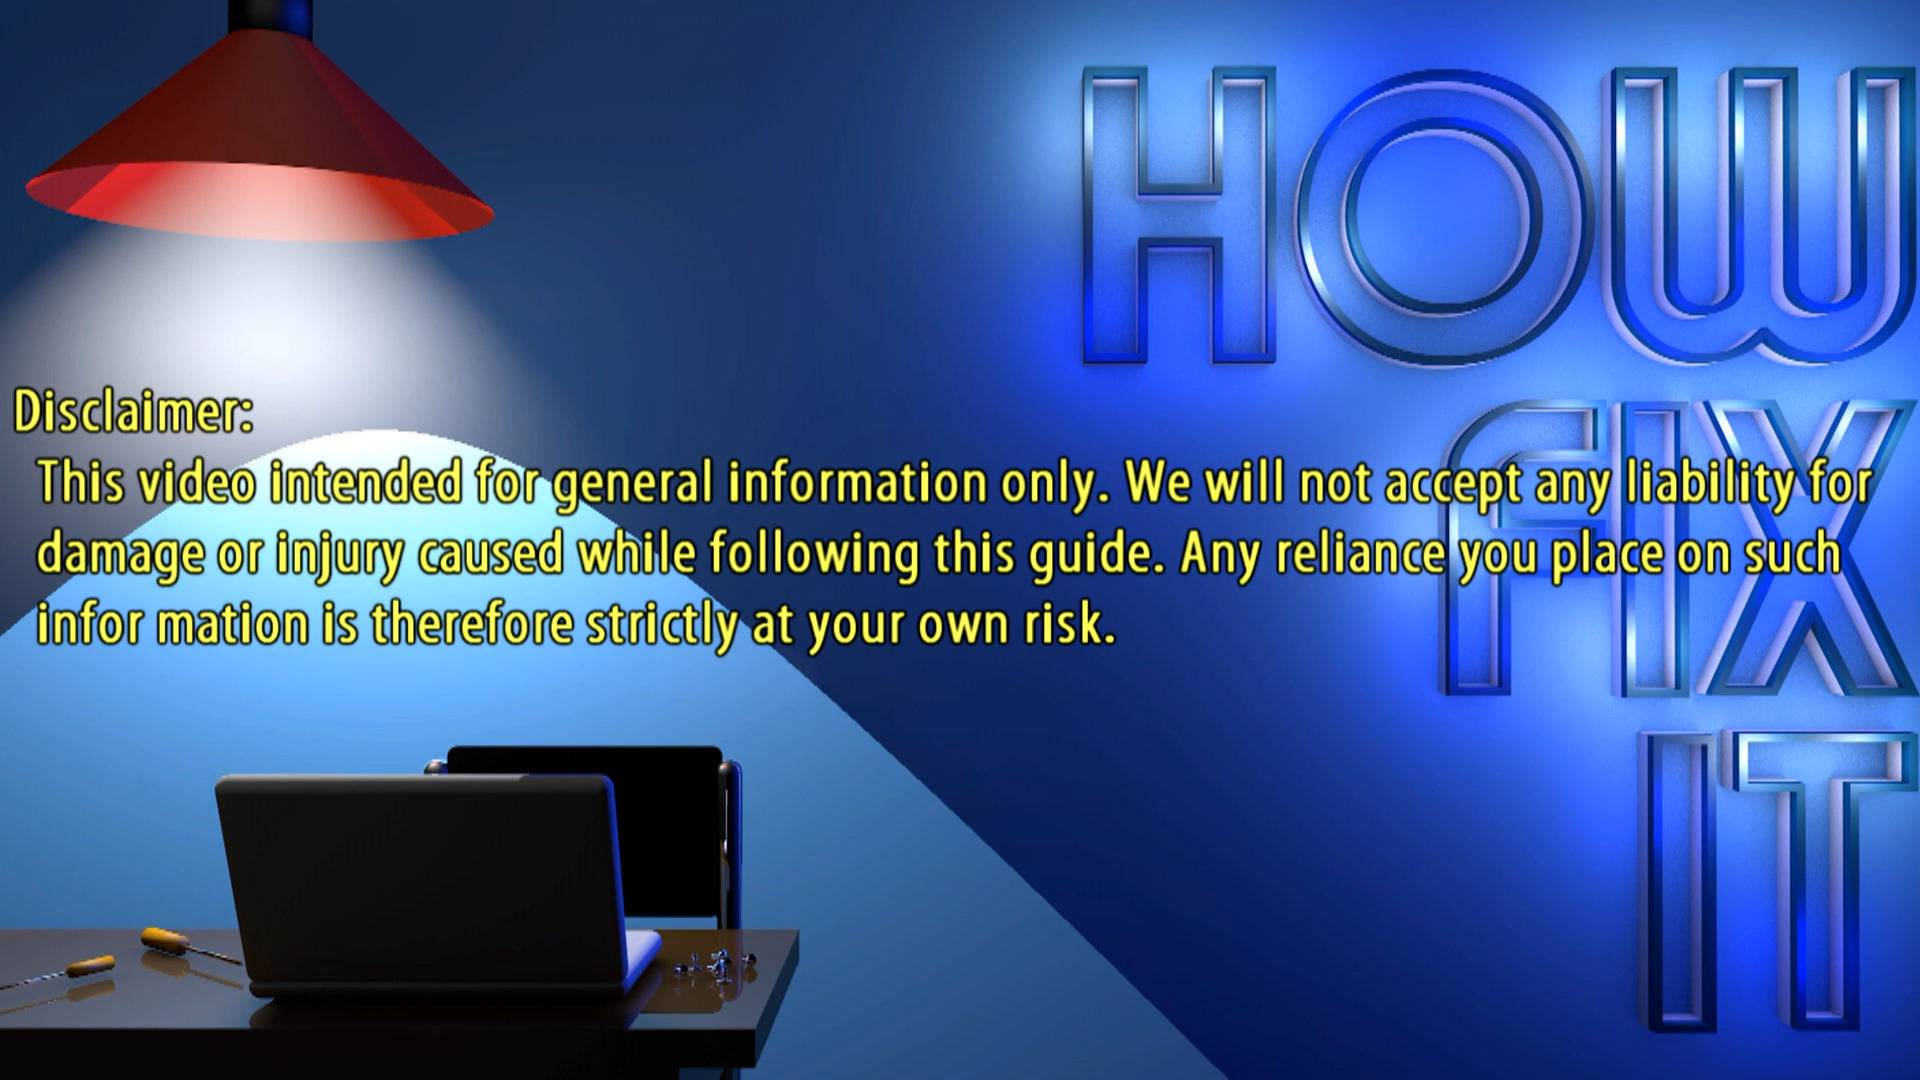 HOW
FIX
IT
Disclaimer:
This video intended for general information only. We will not accept any liability for
damage or injury caused while following this guide. Any reliance you place on such
infor mation is therefore strictly at your own risk.